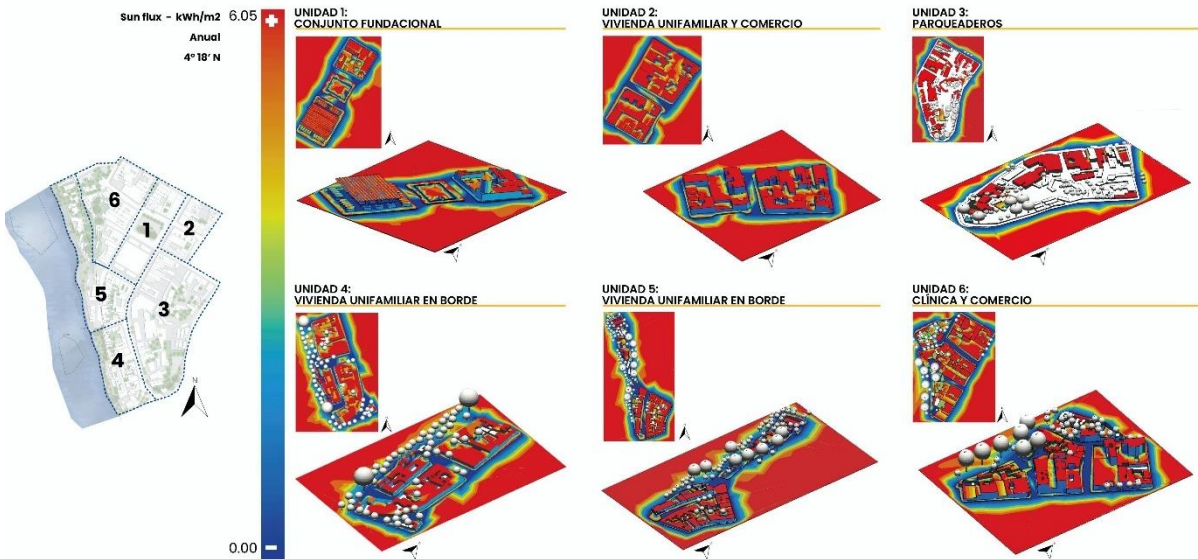 Sun flux - kWh/m2
Anual
4° 18' N
6.05
0.00
6
1
2
5
3
4
N
UNIDAD 1:
CONJUNTO FUNDACIONAL
UNIDAD 2:
VIVIENDA UNIFAMILIAR Y COMERCIO
UNIDAD 3:
PARQUEADEROS
UNIDAD 4:
VIVIENDA UNIFAMILIAR EN BORDE
UNIDAD 5:
VIVIENDA UNIFAMILIAR EN BORDE
UNIDAD 6:
CLÍNICA Y COMERCIO